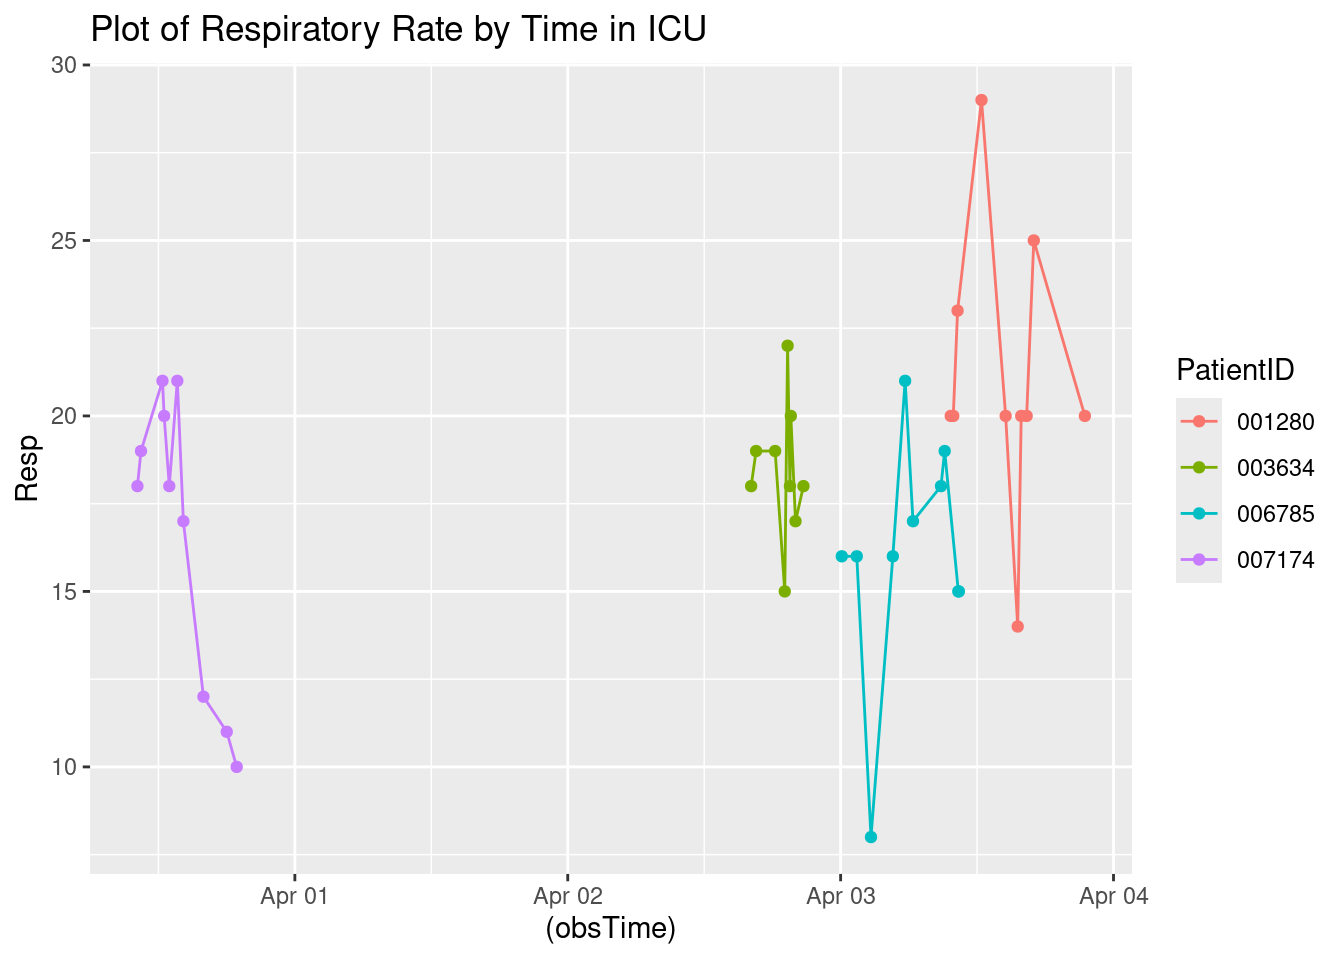 Plot of Respiratory Rate by Time in ICU
30
25
20
15
10
Resp
Apr 01
Apr 02
Apr 03
Apr 04
(obsTime)
PatientID
001280
003634
006785
007174